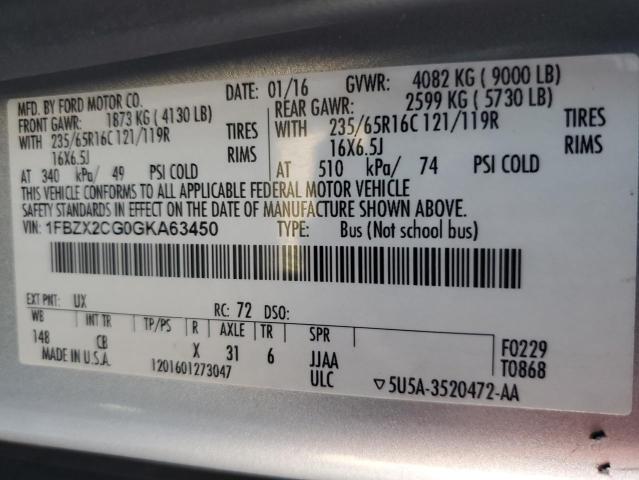 MFD. BY FORD MOTOR CO. DATE: 01/16 GVWR: 4082 KG ( 9000 LB)
FRONT GAWR: 1873 KG ( 4130 LB) REAR GAWR: 2599 KG ( 5730 LB)
WITH 235/65R16C 121/119R TIRES WITH 235/65R16C 121/119R TIRES
16X6.5J RIMS 16X6.5J RIMS
AT 340 kPa/ 49 PSI COLD AT 510 kPa/ 74 PSI COLD
THIS VEHICLE CONFORMS TO ALL APPLICABLE FEDERAL MOTOR VEHICLE
SAFETY STANDARDS IN EFFECT ON THE DATE OF MANUFACTURE SHOWN ABOVE.
VIN: 1FBZX2CG0GKA63450 TYPE: Bus (Not school bus)
EXT PNT: UX RC: 72 DSO:
WB INT TR TP/PS R AXLE TR SPR
148 CB X 31 6 JJAA F0229
MADE IN U.S.A. 1201601273047 ULC T0868
▽5U5A-3520472-AA